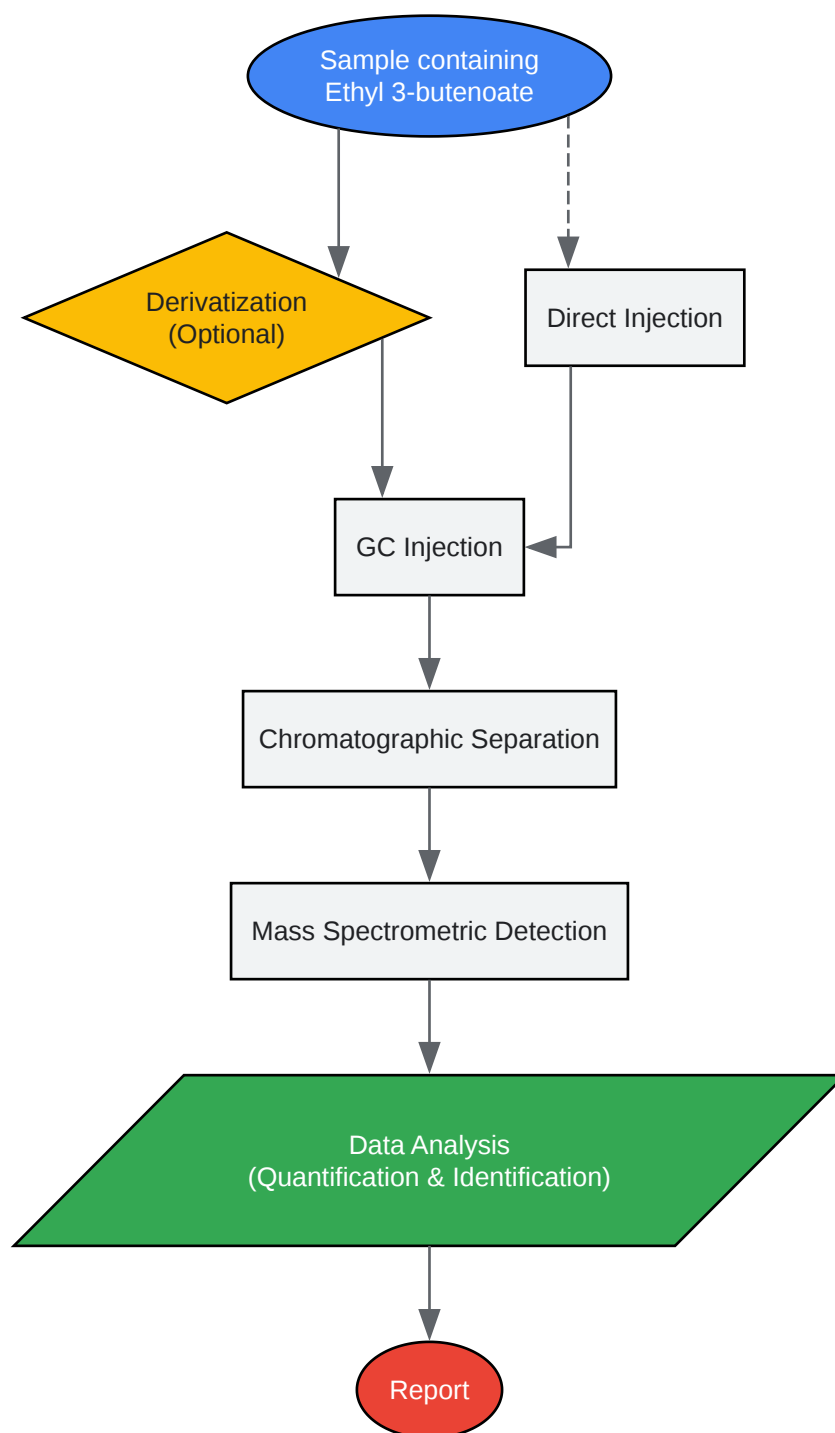 Sample containing
Ethyl 3-butenoate
Derivatization
(Optional)
Direct Injection
GC Injection
Chromatographic Separation
Mass Spectrometric Detection
Data Analysis
(Quantification & Identification)
Report